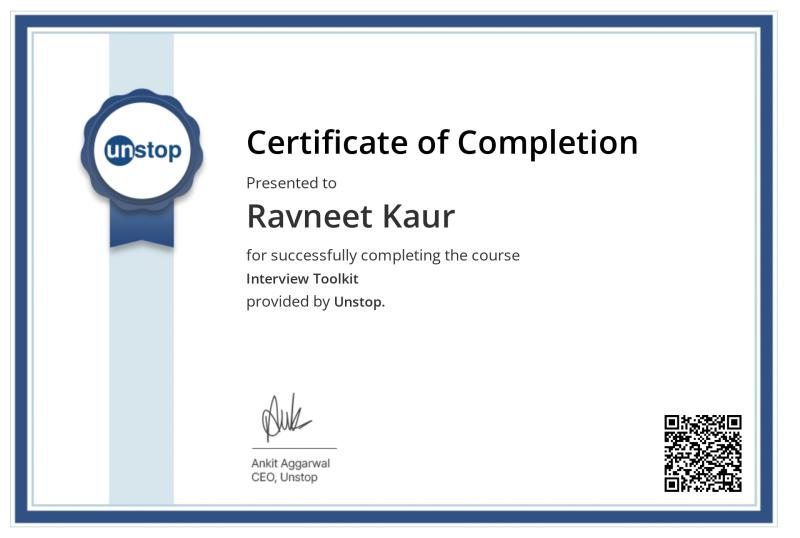 unstop
Certificate of Completion
Presented to
Ravneet Kaur
for successfully completing the course
Interview Toolkit
provided by Unstop.
Ankit Aggarwal
CEO, Unstop